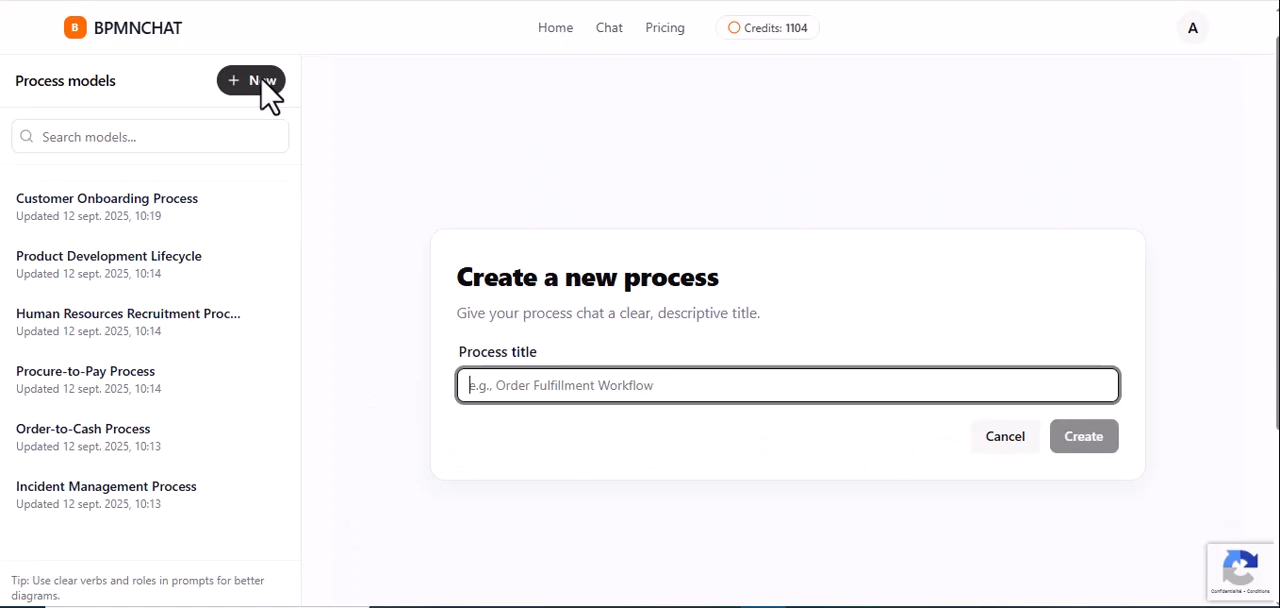 B BPMNCHAT
Home Chat Pricing Credits: 1104 A
Process models
+ New
Search models...
Customer Onboarding Process
Updated 12 sept. 2025, 10:19
Product Development Lifecycle
Updated 12 sept. 2025, 10:14
Human Resources Recruitment Proc...
Updated 12 sept. 2025, 10:14
Procure-to-Pay Process
Updated 12 sept. 2025, 10:14
Order-to-Cash Process
Updated 12 sept. 2025, 10:13
Incident Management Process
Updated 12 sept. 2025, 10:13
Tip: Use clear verbs and roles in prompts for better
diagrams.
Create a new process
Give your process chat a clear, descriptive title.
Process title
e.g., Order Fulfillment Workflow
Cancel Create
Confidentialité - Conditions